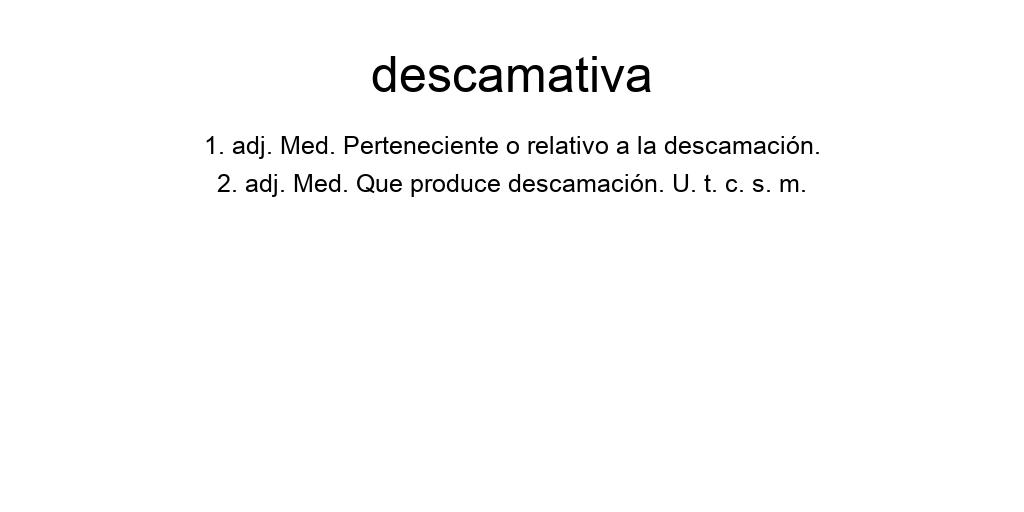 descamativa
1. adj. Med. Perteneciente o relativo a la descamación.
2. adj. Med. Que produce descamación. U. t. c. s. m.